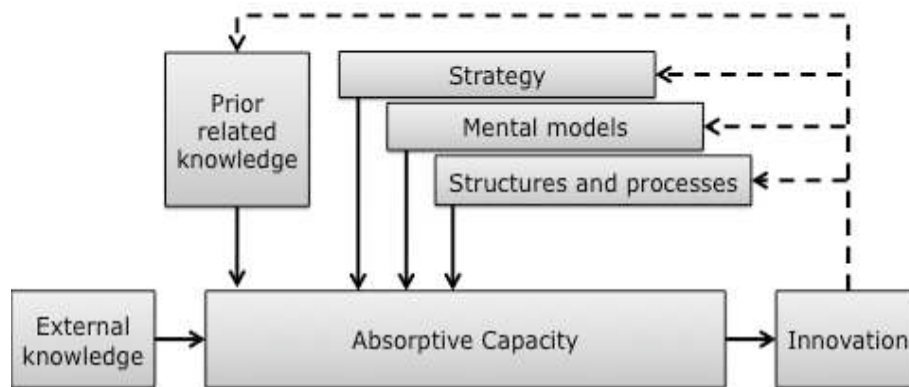 Prior
related
knowledge
Strategy
Mental models
Structures and processes
External
knowledge
Absorptive Capacity
Innovation